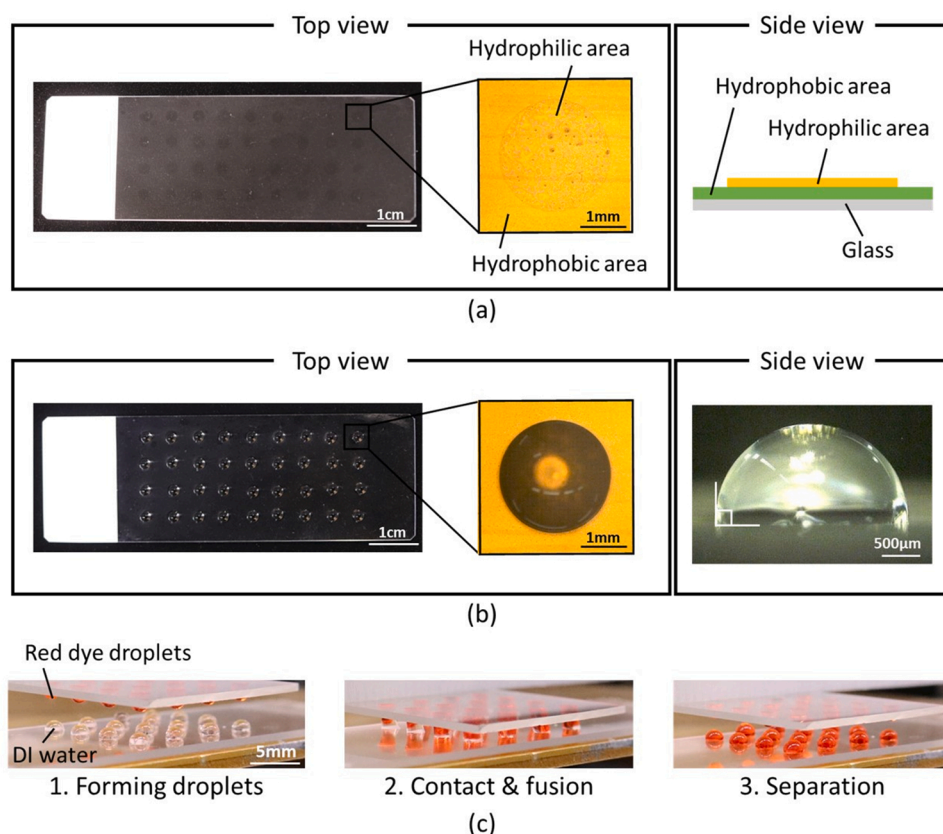 Top view
Side view
Hydrophilic area
Hydrophobic area
Hydrophilic area
1cm
1mm
Hydrophobic area
Glass
(a)
Top view
Side view
1cm
1mm
500μm
(b)
Red dye droplets
DI water
5mm
1. Forming droplets
2. Contact & fusion
3. Separation
(c)